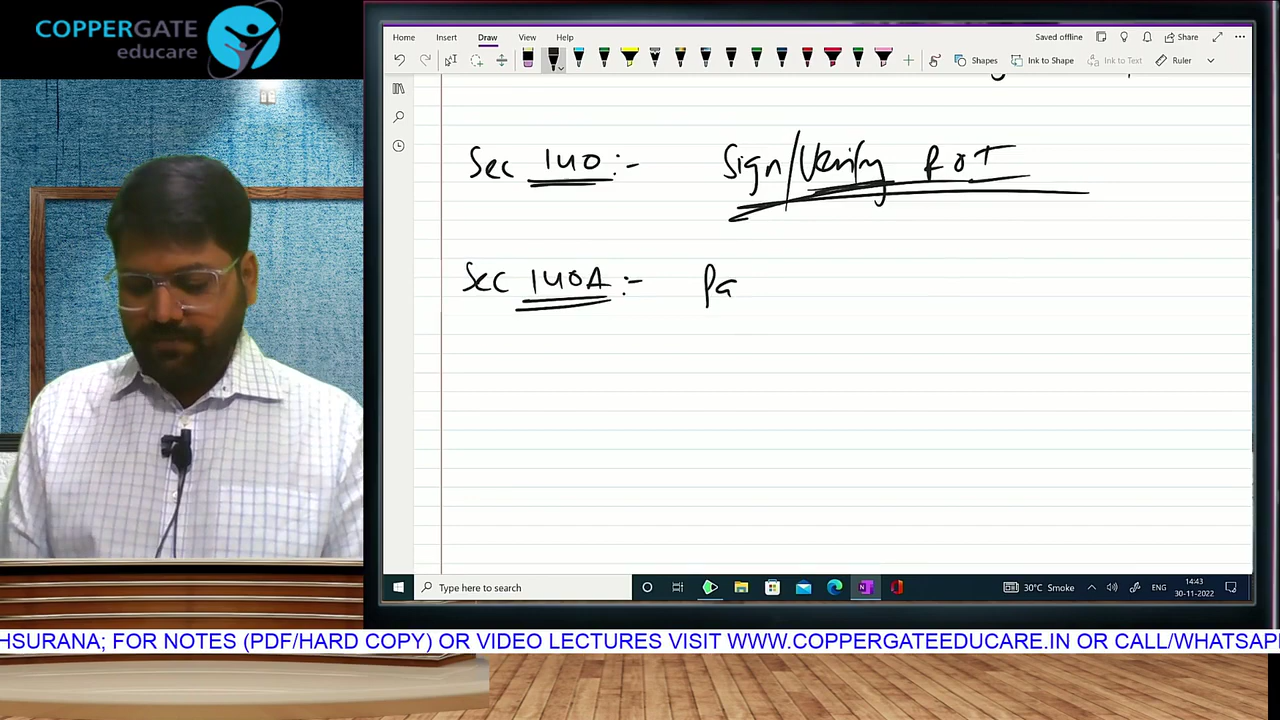 COPPERGATE
educare
Home Insert Draw View Help
Saved offline
Share
Shapes Ink to Shape Ink to Text Ruler
Sec 140 :- Sign/Verify ROI
Sec 140A :- Pa
Type here to search
30°C Smoke
ENG
14:43
30-11-2022
HSURANA; FOR NOTES (PDF/HARD COPY) OR VIDEO LECTURES VISIT WWW.COPPERGATEEDUCARE.IN OR CALL/WHATSAP